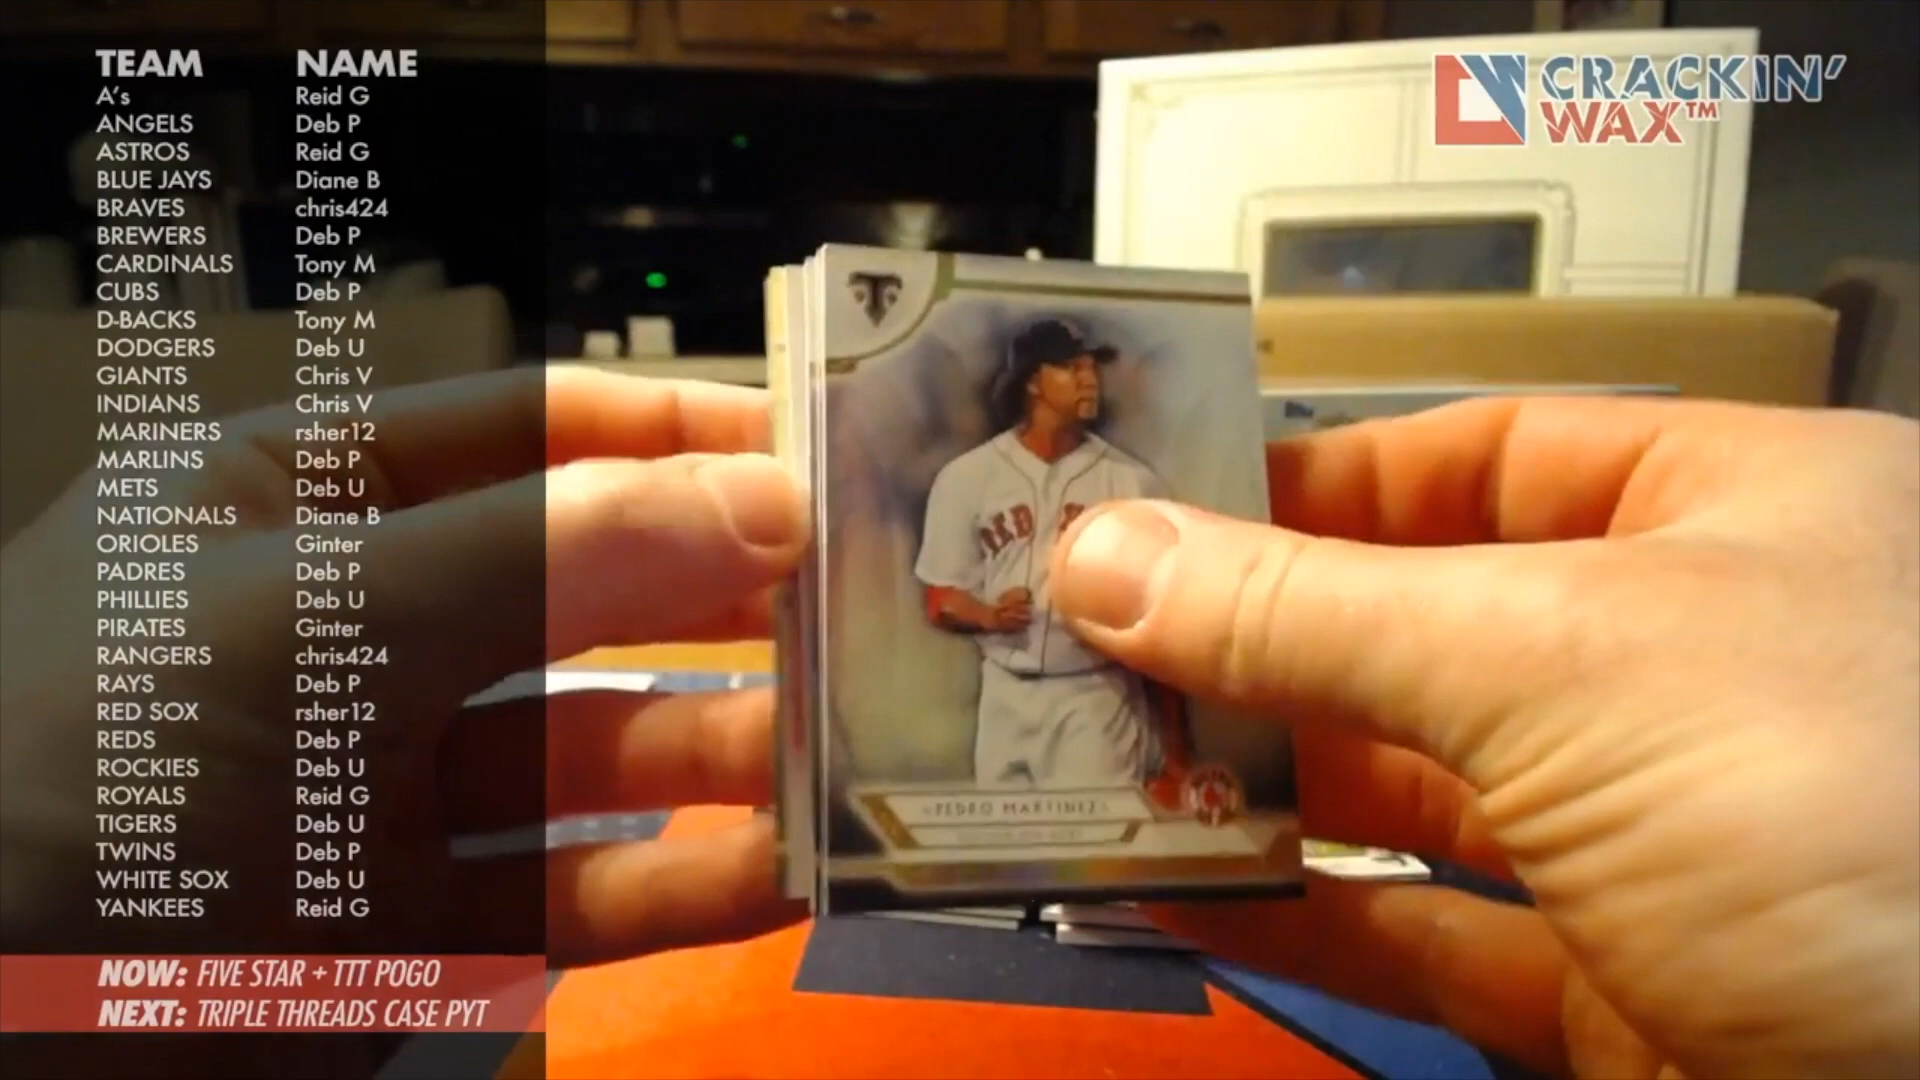 TEAM NAME
A's Reid G
ANGELS Deb P
ASTROS Reid G
BLUE JAYS Diane B
BRAVES chris424
BREWERS Deb P
CARDINALS Tony M
CUBS Deb P
D-BACKS Tony M
DODGERS Deb U
GIANTS Chris V
INDIANS Chris V
MARINERS rsher12
MARLINS Deb P
METS Deb U
NATIONALS Diane B
ORIOLES Ginter
PADRES Deb P
PHILLIES Deb U
PIRATES Ginter
RANGERS chris424
RAYS Deb P
RED SOX rsher12
REDS Deb P
ROCKIES Deb U
ROYALS Reid G
TIGERS Deb U
TWINS Deb P
WHITE SOX Deb U
YANKEES Reid G
NOW: FIVE STAR + TTT POGO
NEXT: TRIPLE THREADS CASE PYT
CRACKIN'
WAX™
RED
PEDRO MARTINEZ